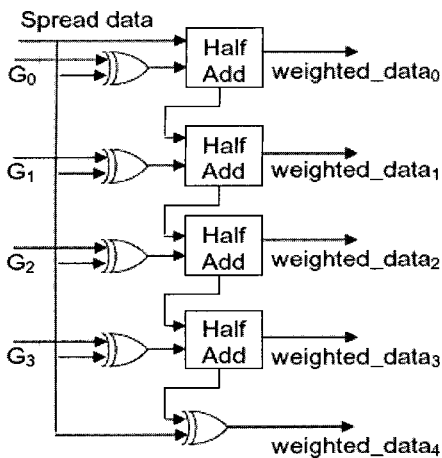 Spread data
Half
Add
G₀
weighted_data₀
Half
Add
G₁
weighted_data₁
Half
Add
G₂
weighted_data₂
Half
Add
G₃
weighted_data₃
weighted_data₄